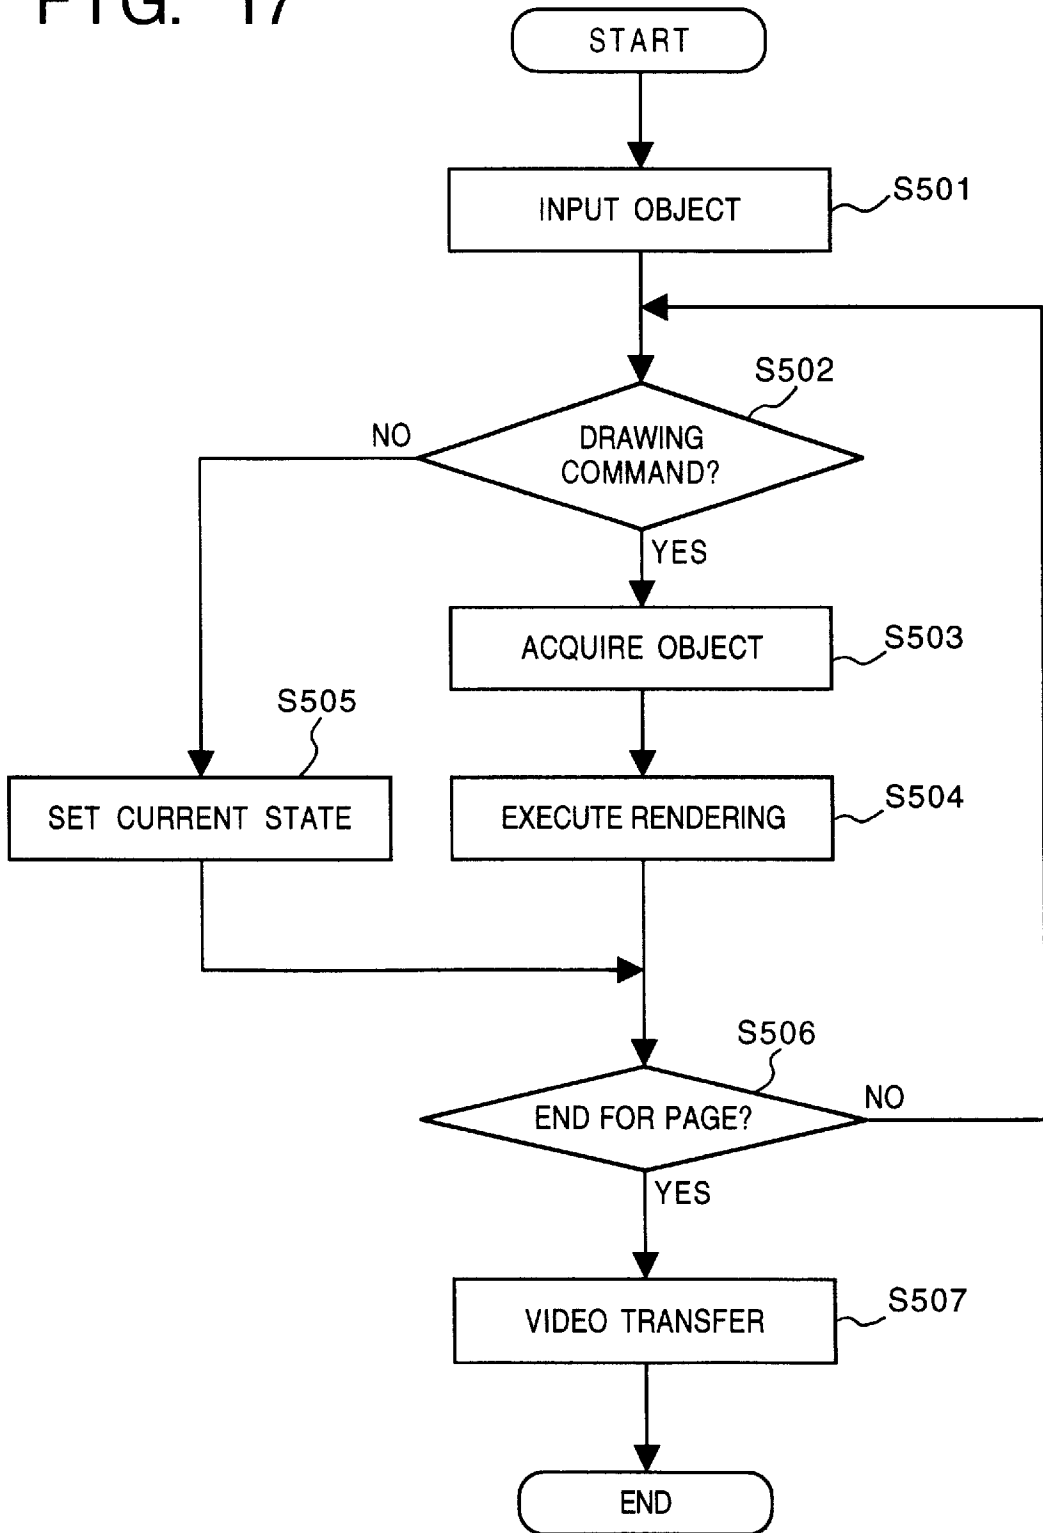 FIG. 17
START
INPUT OBJECT
S501
S502
NO
DRAWING
COMMAND?
YES
ACQUIRE OBJECT
S503
S505
SET CURRENT STATE
EXECUTE RENDERING
S504
S506
END FOR PAGE?
NO
YES
VIDEO TRANSFER
S507
END